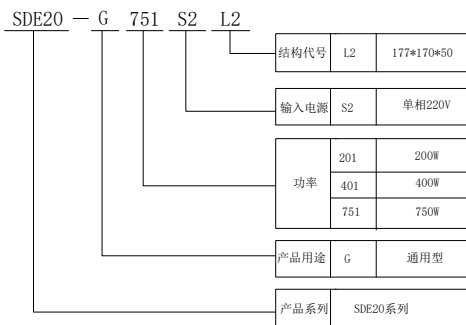 SDE20 - G 751 S2 L2
结构代号 L2 177*170*50
输入电源 S2 单相220V
功率
201 200W
401 400W
751 750W
产品用途 G 通用型
产品系列 SDE20系列